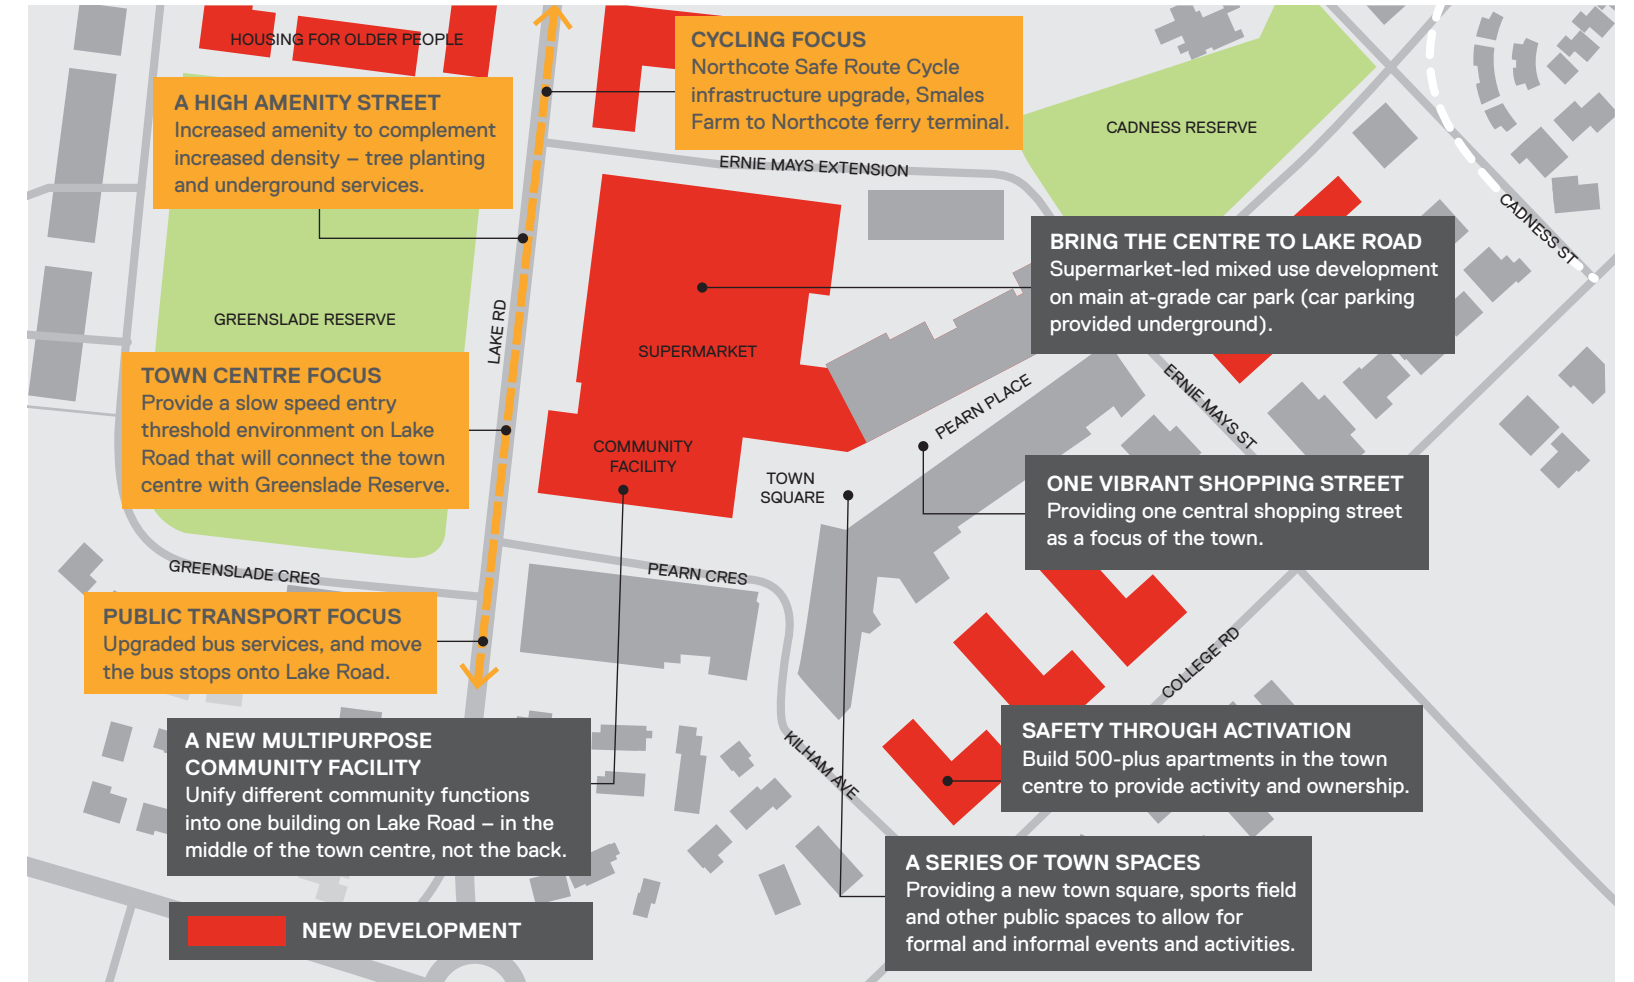 HOUSING FOR OLDER PEOPLE
CYCLING FOCUS
Northcote Safe Route Cycle
infrastructure upgrade, Smales
Farm to Northcote ferry terminal.
A HIGH AMENITY STREET
Increased amenity to complement
increased density – tree planting
and underground services.
CADNESS RESERVE
ERNIE MAYS EXTENSION
CADNESS ST
BRING THE CENTRE TO LAKE ROAD
Supermarket-led mixed use development
on main at-grade car park (car parking
provided underground).
GREENSLADE RESERVE
LAKE RD
SUPERMARKET
TOWN CENTRE FOCUS
Provide a slow speed entry
threshold environment on Lake
Road that will connect the town
centre with Greenslade Reserve.
PEARN PLACE
ERNIE MAYS ST
COMMUNITY
FACILITY
TOWN
SQUARE
ONE VIBRANT SHOPPING STREET
Providing one central shopping street
as a focus of the town.
GREENSLADE CRES
PEARN CRES
PUBLIC TRANSPORT FOCUS
Upgraded bus services, and move
the bus stops onto Lake Road.
COLLEGE RD
A NEW MULTIPURPOSE
COMMUNITY FACILITY
Unify different community functions
into one building on Lake Road – in the
middle of the town centre, not the back.
KILHAM AVE
SAFETY THROUGH ACTIVATION
Build 500-plus apartments in the town
centre to provide activity and ownership.
A SERIES OF TOWN SPACES
Providing a new town square, sports field
and other public spaces to allow for
formal and informal events and activities.
NEW DEVELOPMENT